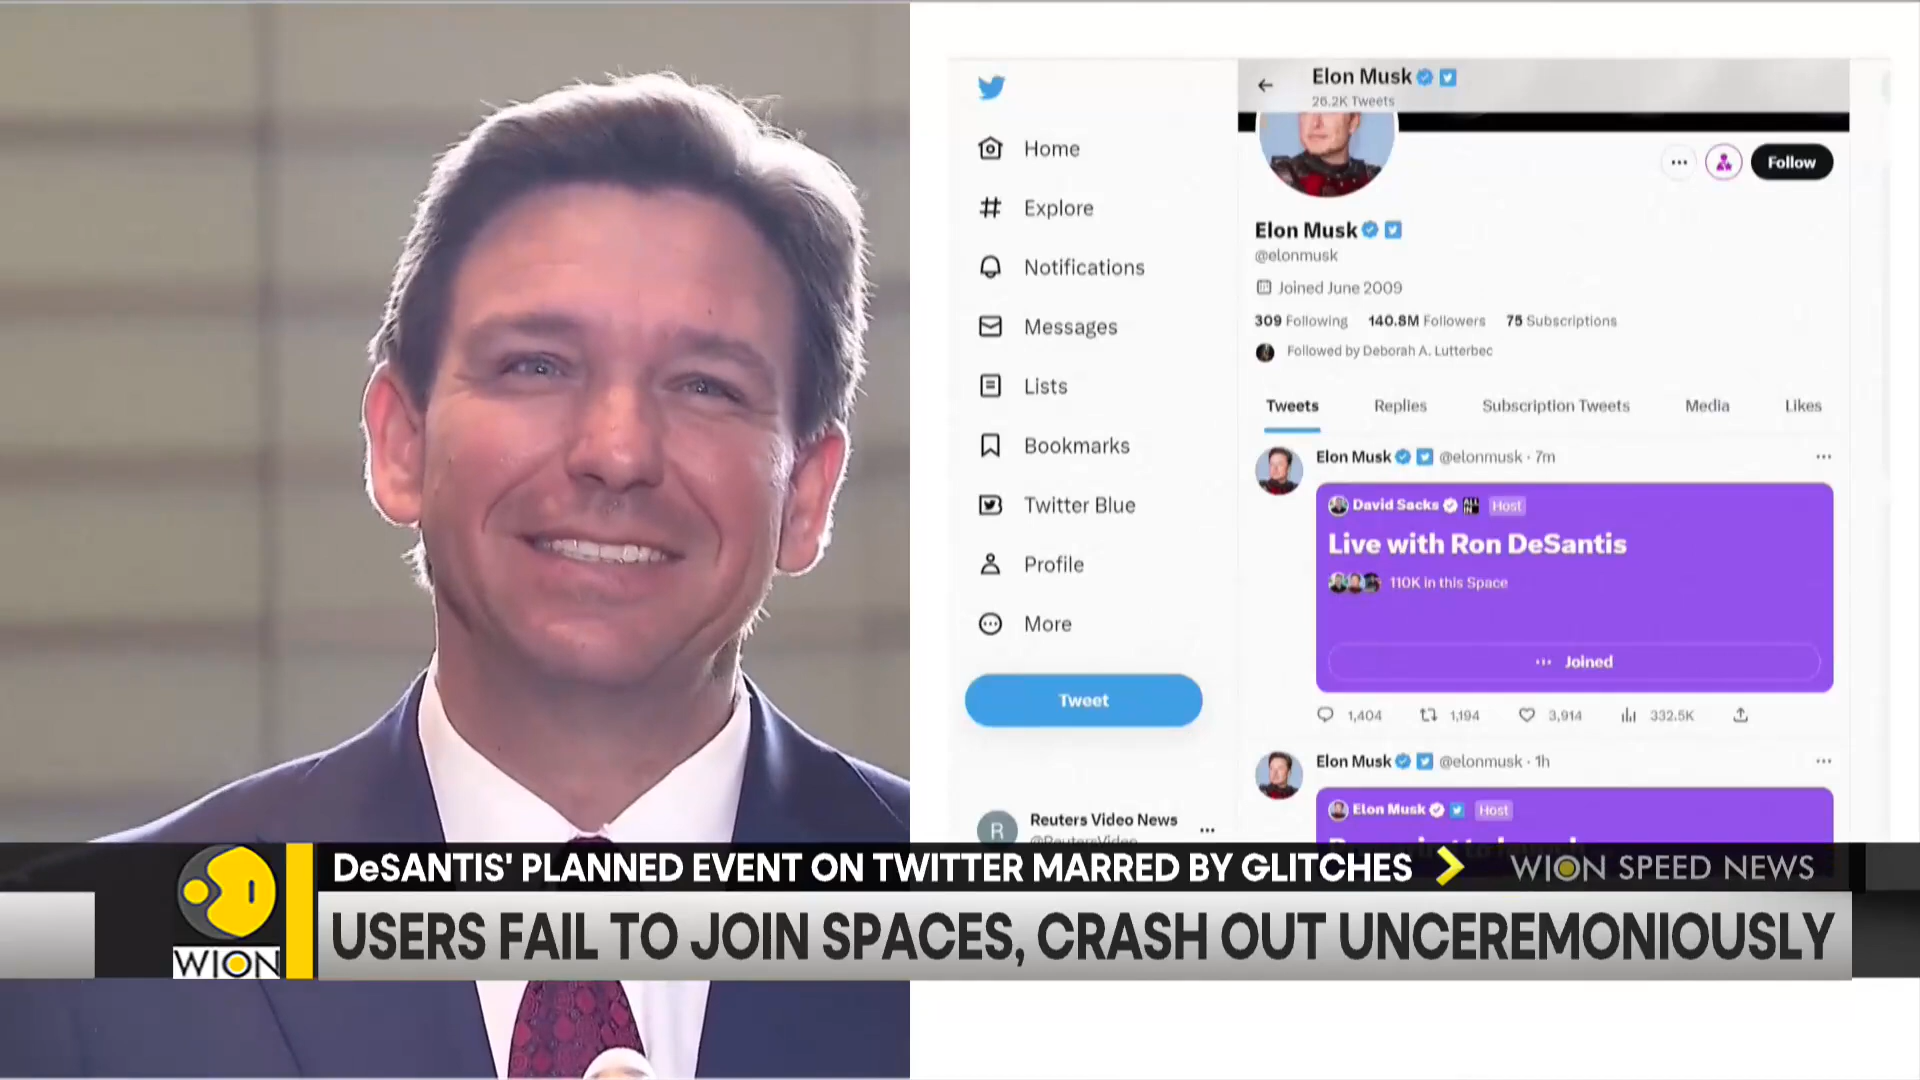 Elon Musk
26.2K Tweets
Home
Explore
Notifications
Messages
Lists
Bookmarks
Twitter Blue
Profile
More
Tweet
Reuters Video News
@ReutersVideo
Follow
Elon Musk
@elonmusk
Joined June 2009
309 Following 140.8M Followers 75 Subscriptions
Followed by Deborah A. Lutterbec
Tweets Replies Subscription Tweets Media Likes
Elon Musk @elonmusk · 7m
David Sacks ALL IN Host
Live with Ron DeSantis
110K in this Space
Joined
1,404 1,194 3,914 332.5K
Elon Musk @elonmusk · 1h
Elon Musk Host
DeSANTIS' PLANNED EVENT ON TWITTER MARRED BY GLITCHES
WION SPEED NEWS
WION
USERS FAIL TO JOIN SPACES, CRASH OUT UNCEREMONIOUSLY